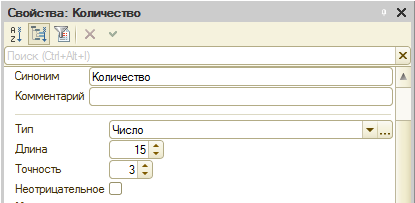 Свойства: Количество
Поиск (Ctrl+Alt+I)
Синоним Количество
Комментарий
Тип Число
Длина 15
Точность 3
Неотрицательное